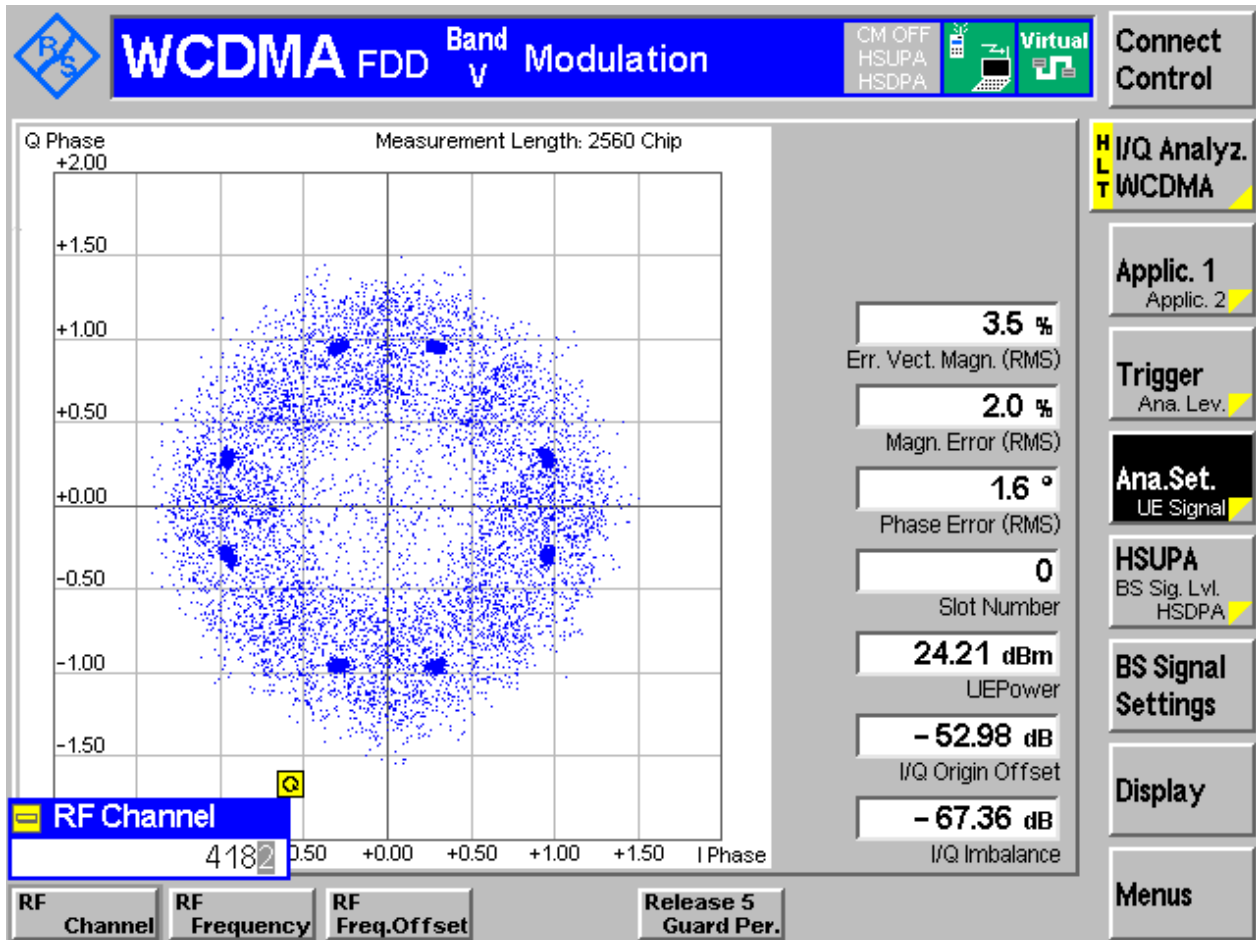 R/S
WCDMA FDD Band V Modulation
CM OFF
HSUPA
HSDPA
Virtual
Connect Control
Q Phase
Measurement Length: 2560 Chip
+2.00
+1.50
+1.00
+0.50
+0.00
-0.50
-1.00
-1.50
Q
RF Channel
4182
0.50 +0.00 +0.50 +1.00 +1.50 I Phase
3.5 %
Err. Vect. Magn. (RMS)
2.0 %
Magn. Error (RMS)
1.6 °
Phase Error (RMS)
0
Slot Number
24.21 dBm
UEPower
- 52.98 dB
I/Q Origin Offset
- 67.36 dB
I/Q Imbalance
HLT
I/Q Analyz.
WCDMA
Applic. 1
Applic. 2
Trigger
Ana. Lev.
Ana.Set.
UE Signal
HSUPA
BS Sig. Lvl.
HSDPA
BS Signal
Settings
Display
Menus
RF Channel
RF Frequency
RF Freq.Offset
Release 5 Guard Per.